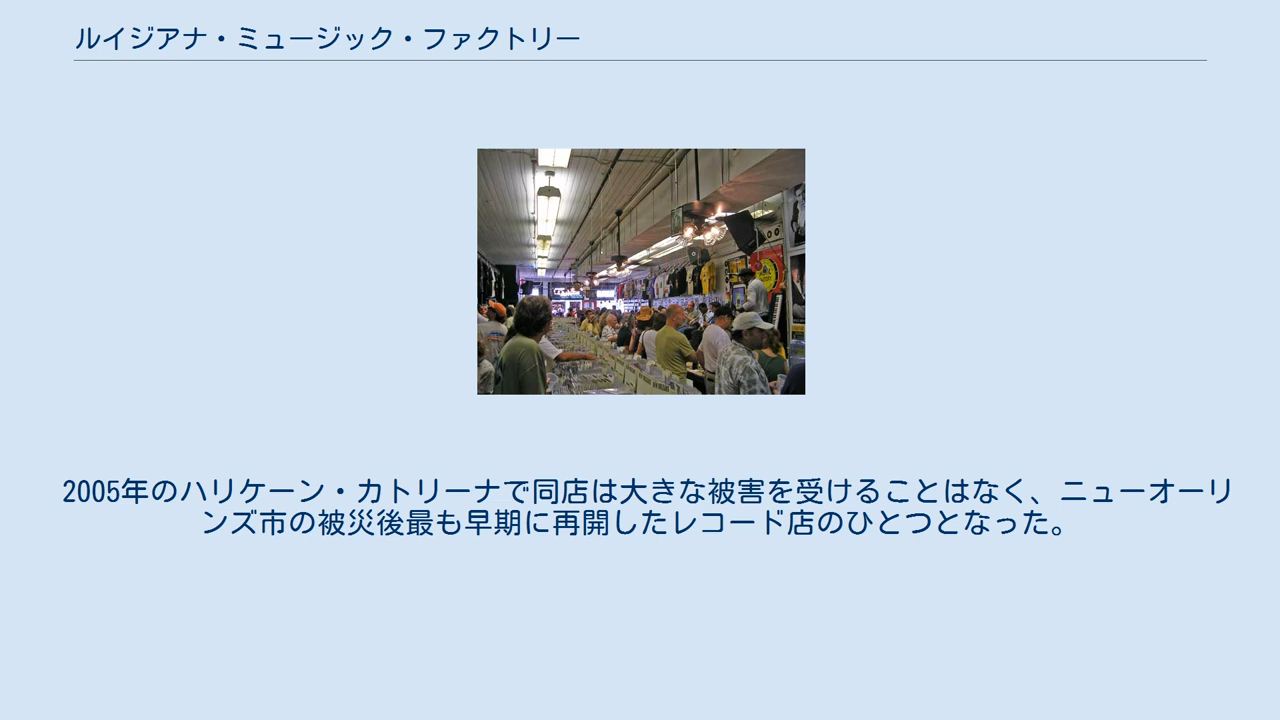 ルイジアナ・ミュージック・ファクトリー
2005年のハリケーン・カトリーナで同店は大きな被害を受けることはなく、ニューオーリ
ンズ市の被災後最も早期に再開したレコード店のひとつとなった。